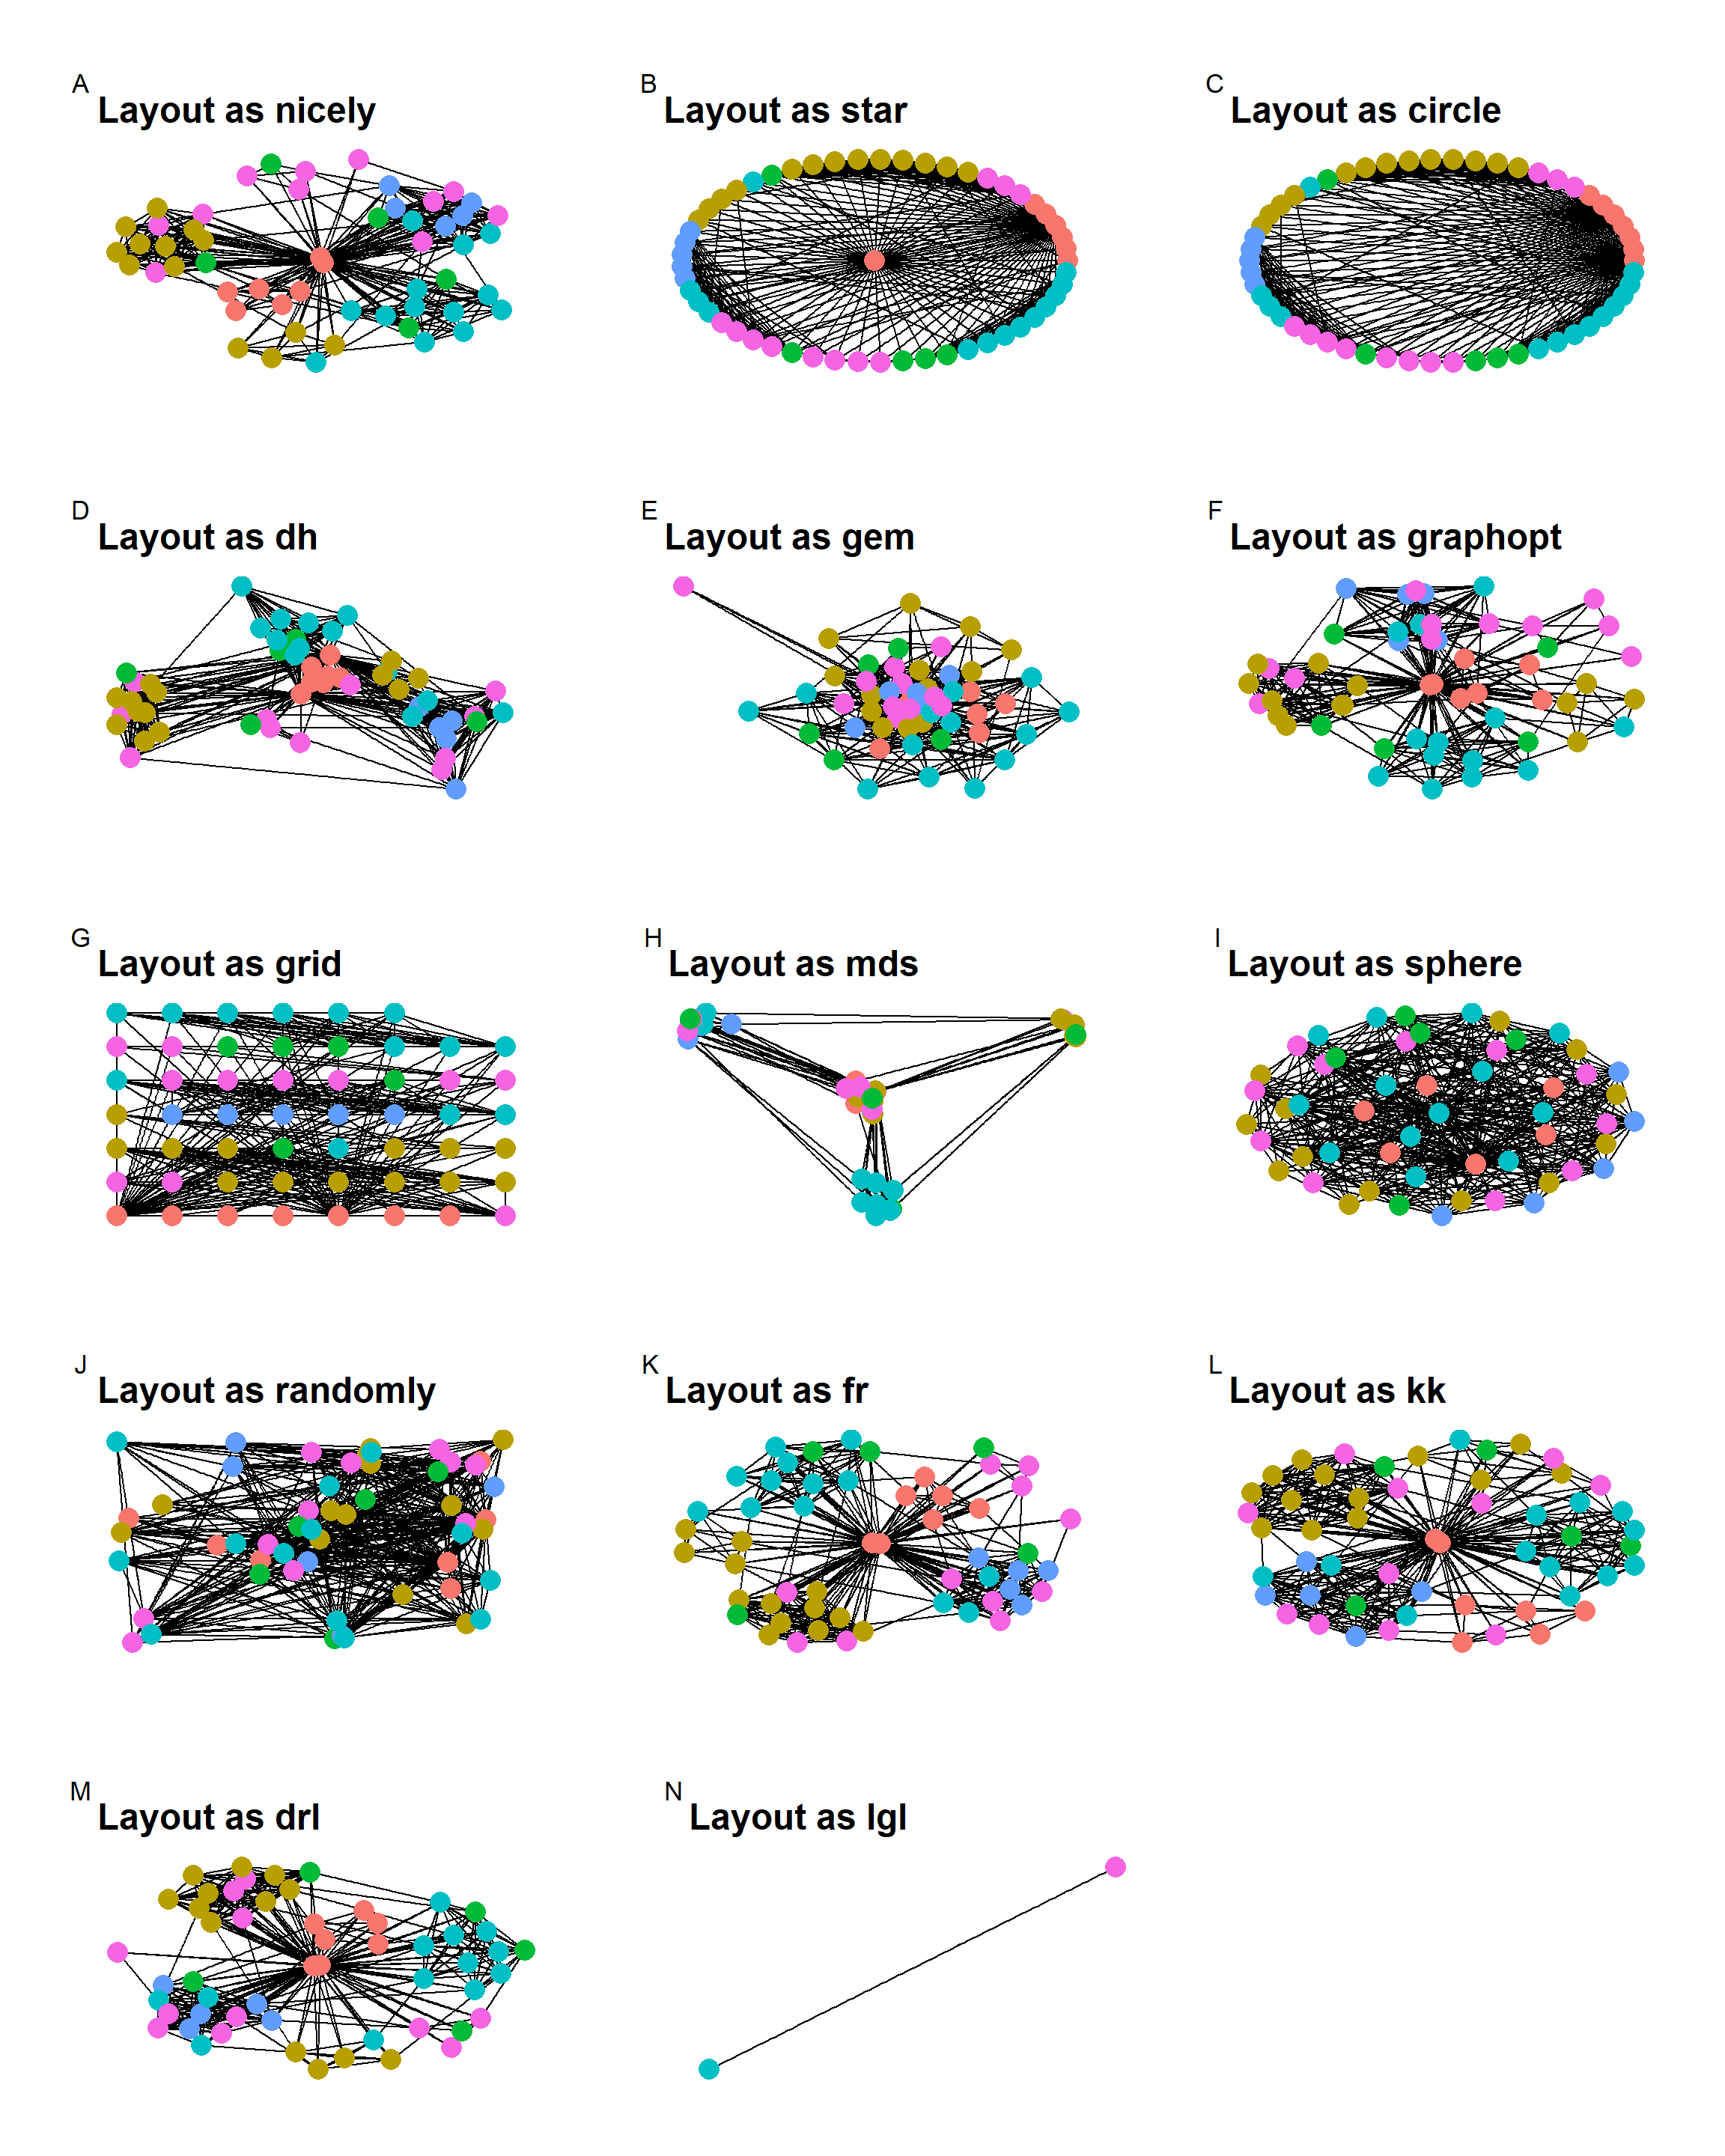 A
Layout as nicely
B
Layout as star
C
Layout as circle
D
Layout as dh
E
Layout as gem
F
Layout as graphopt
G
Layout as grid
H
Layout as mds
I
Layout as sphere
J
Layout as randomly
K
Layout as fr
L
Layout as kk
M
Layout as drl
N
Layout as lgl